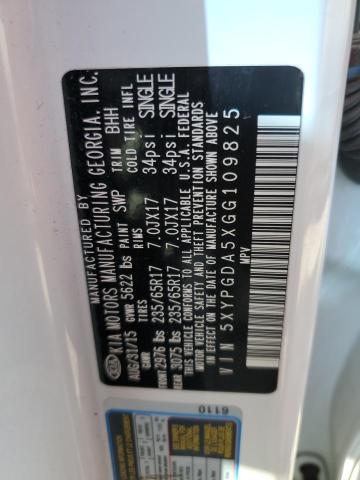 MANUFACTURED BY
KIA MOTORS MANUFACTURING GEORGIA, INC.
AUG/31/15 PAINT SWP TRIM BHH
GVWR 5622 lbs
GWR TIRES RIMS COLD TIRE INFL
2976 lbs 235/65R17 7.0JX17 34psi SINGLE
3075 lbs 235/65R17 7.0JX17 34psi SINGLE
THIS VEHICLE CONFORMS TO ALL APPLICABLE U.S.A. FEDERAL
MOTOR VEHICLE SAFETY, BUMPER, AND THEFT PREVENTION STANDARDS
IN EFFECT ON THE DATE OF MANUFACTURE SHOWN ABOVE.
MPV
VIN 5XYPGDA5XGG109825
6110